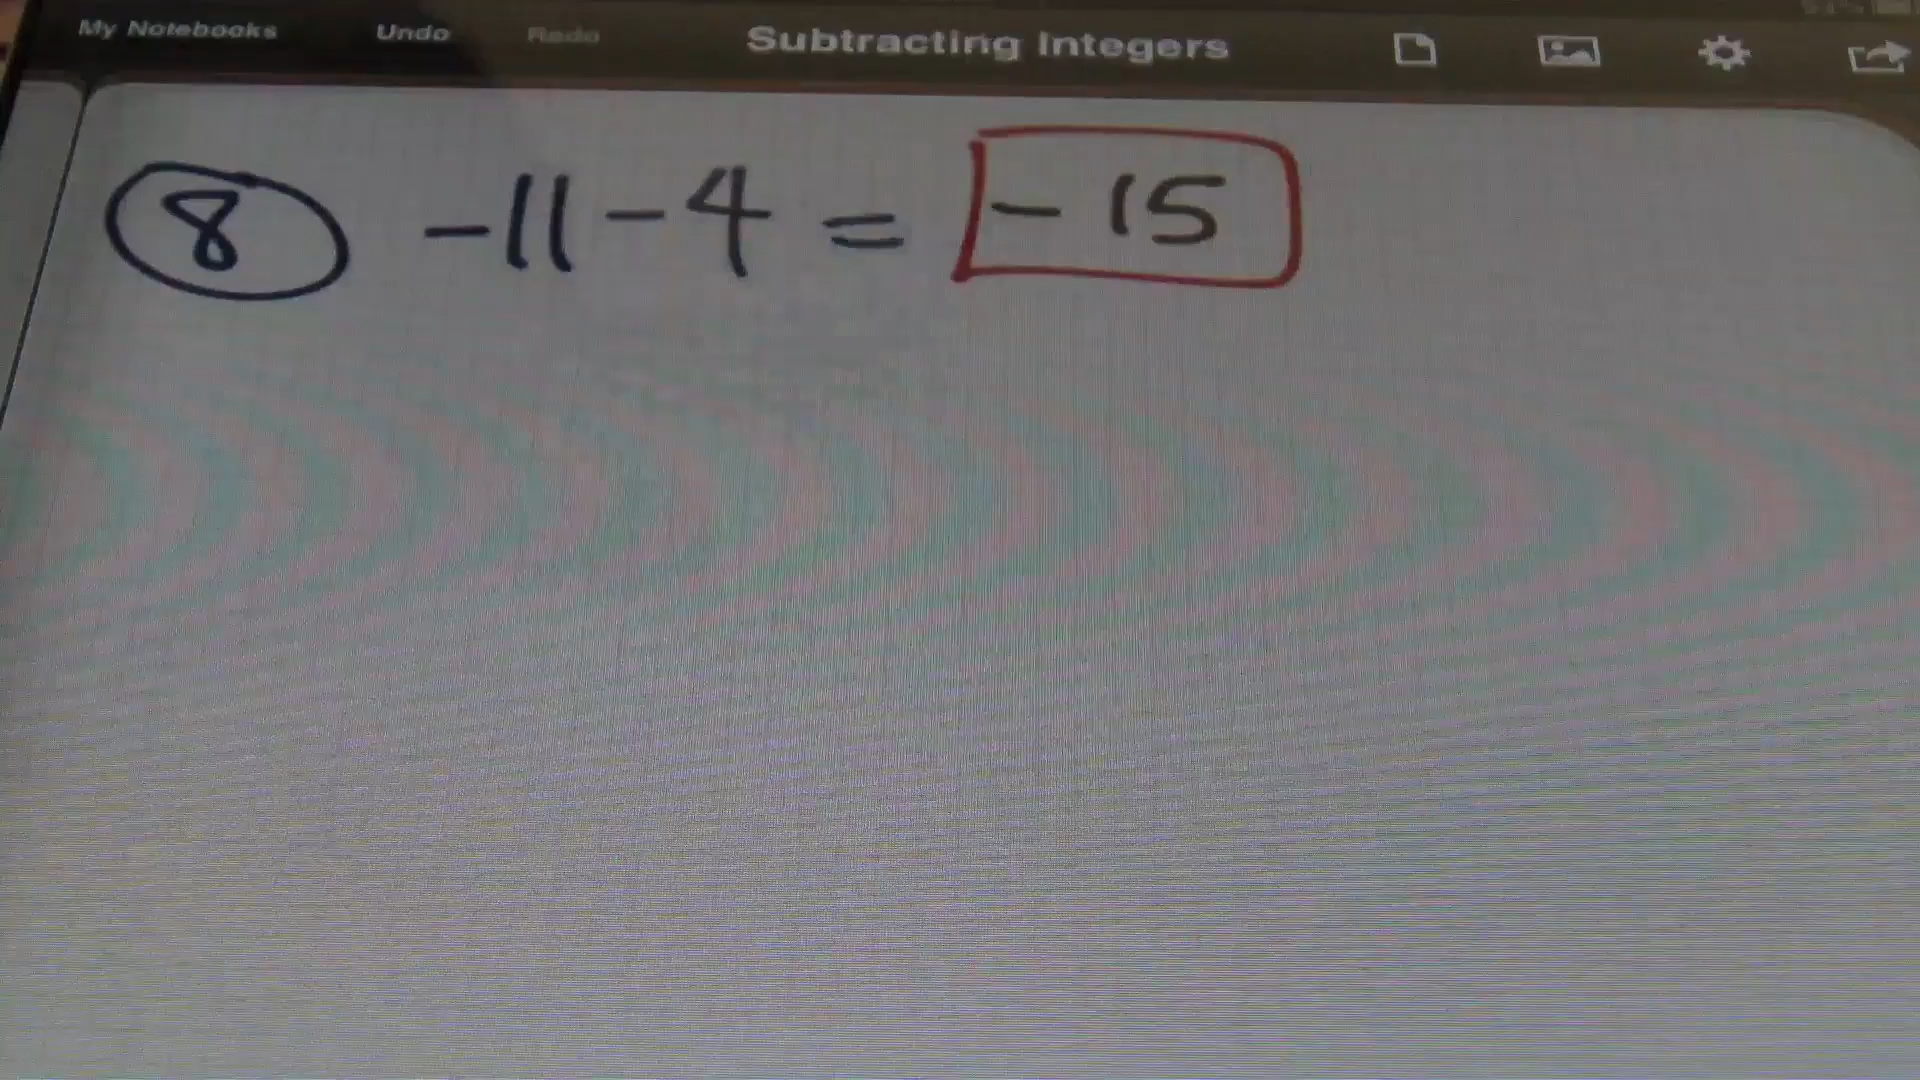 My Notebooks Undo Redo Subtracting Integers
8 -11 - 4 = - 15